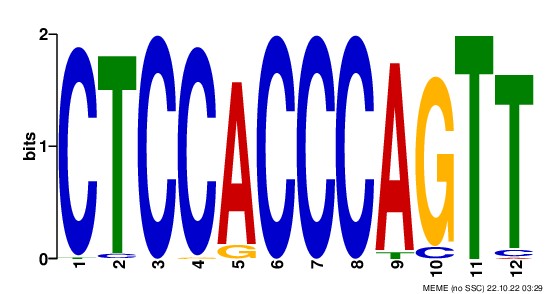 2
1
0
bits
CTCCACCCAGTT
TCGGTCC
1 2 3 4 5 6 7 8 9 10 11 12
MEME (no SSC) 22.10.22 03:29